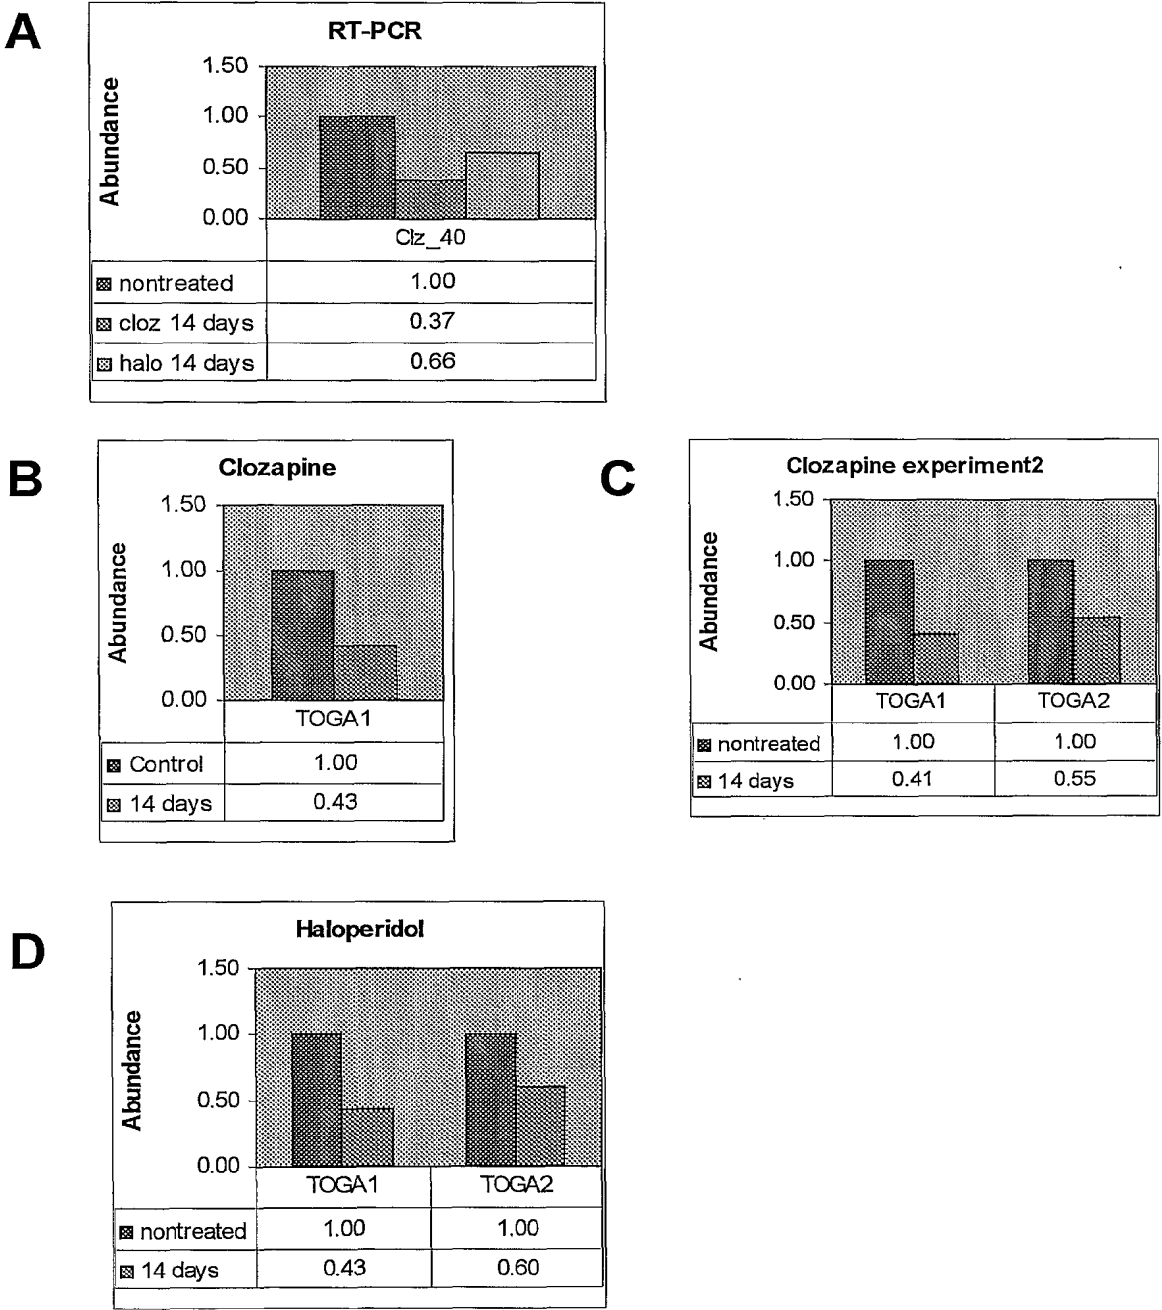 A
RT-PCR
Abundance
1.50
1.00
0.50
0.00
Clz_40
nontreated 1.00
cloz 14 days 0.37
halo 14 days 0.66
B
Clozapine
Abundance
1.50
1.00
0.50
0.00
TOGA1
Control 1.00
14 days 0.43
C
Clozapine experiment2
Abundance
1.50
1.00
0.50
0.00
TOGA1 TOGA2
nontreated 1.00 1.00
14 days 0.41 0.55
D
Haloperidol
Abundance
1.50
1.00
0.50
0.00
TOGA1 TOGA2
nontreated 1.00 1.00
14 days 0.43 0.60